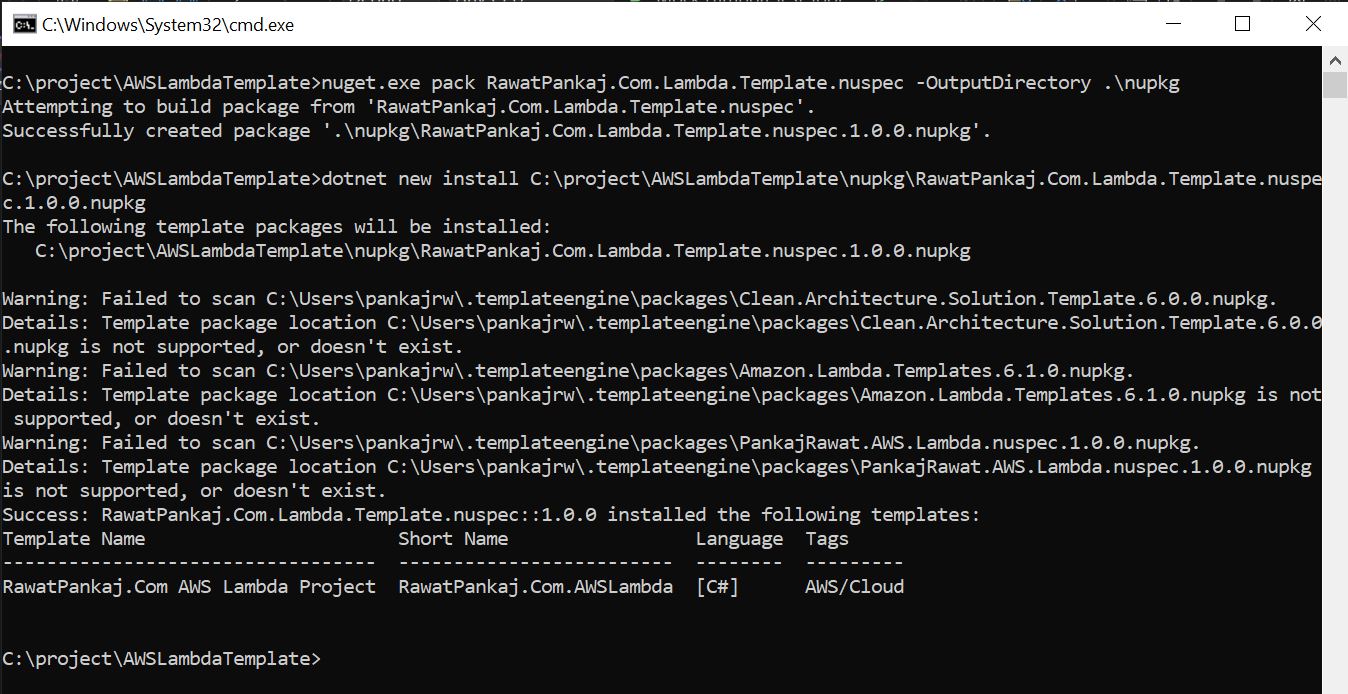 C:\Windows\System32\cmd.exe
C:\project\AWSLambdaTemplate>nuget.exe pack RawatPankaj.Com.Lambda.Template.nuspec -OutputDirectory .\nupkg
Attempting to build package from 'RawatPankaj.Com.Lambda.Template.nuspec'.
Successfully created package '.\nupkg\RawatPankaj.Com.Lambda.Template.nuspec.1.0.0.nupkg'.
C:\project\AWSLambdaTemplate>dotnet new install C:\project\AWSLambdaTemplate\nupkg\RawatPankaj.Com.Lambda.Template.nuspe
c.1.0.0.nupkg
The following template packages will be installed:
   C:\project\AWSLambdaTemplate\nupkg\RawatPankaj.Com.Lambda.Template.nuspec.1.0.0.nupkg
Warning: Failed to scan C:\Users\pankajrw\.templateengine\packages\Clean.Architecture.Solution.Template.6.0.0.nupkg.
Details: Template package location C:\Users\pankajrw\.templateengine\packages\Clean.Architecture.Solution.Template.6.0.0
.nupkg is not supported, or doesn't exist.
Warning: Failed to scan C:\Users\pankajrw\.templateengine\packages\Amazon.Lambda.Templates.6.1.0.nupkg.
Details: Template package location C:\Users\pankajrw\.templateengine\packages\Amazon.Lambda.Templates.6.1.0.nupkg is not
 supported, or doesn't exist.
Warning: Failed to scan C:\Users\pankajrw\.templateengine\packages\PankajRawat.AWS.Lambda.nuspec.1.0.0.nupkg.
Details: Template package location C:\Users\pankajrw\.templateengine\packages\PankajRawat.AWS.Lambda.nuspec.1.0.0.nupkg
is not supported, or doesn't exist.
Success: RawatPankaj.Com.Lambda.Template.nuspec::1.0.0 installed the following templates:
Template Name                       Short Name                 Language  Tags
----------------------------------  -------------------------  --------  ---------
RawatPankaj.Com AWS Lambda Project  RawatPankaj.Com.AWSLambda  [C#]      AWS/Cloud
C:\project\AWSLambdaTemplate>